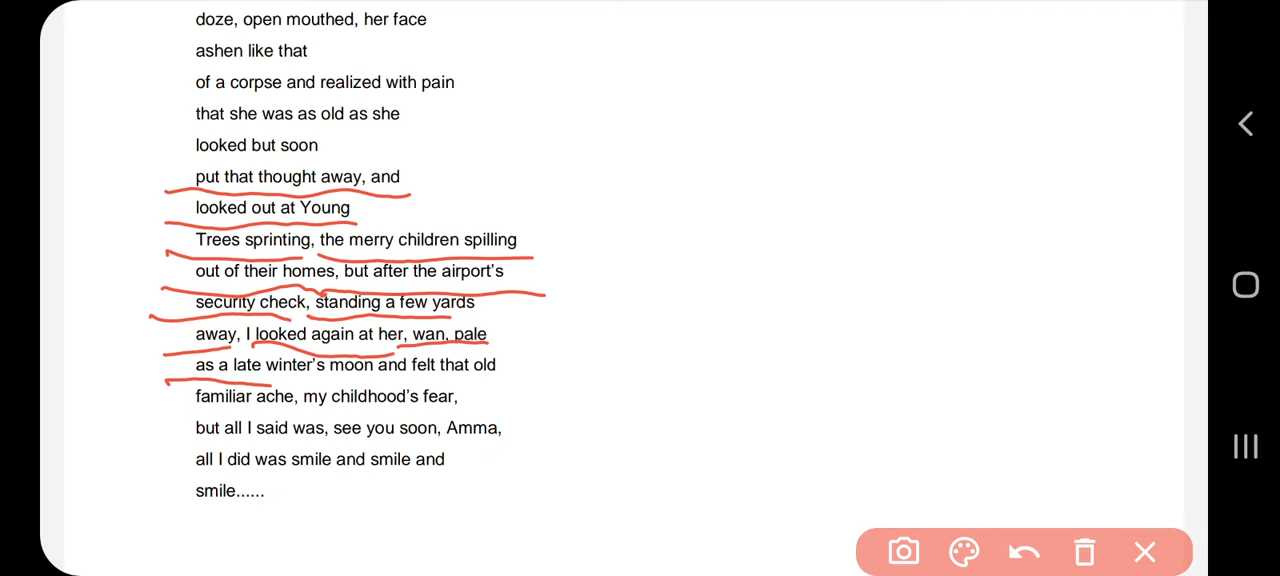 doze, open mouthed, her face
ashen like that
of a corpse and realized with pain
that she was as old as she
looked but soon
put that thought away, and
looked out at Young
Trees sprinting, the merry children spilling
out of their homes, but after the airport’s
security check, standing a few yards
away, I looked again at her, wan, pale
as a late winter’s moon and felt that old
familiar ache, my childhood’s fear,
but all I said was, see you soon, Amma,
all I did was smile and smile and
smile......